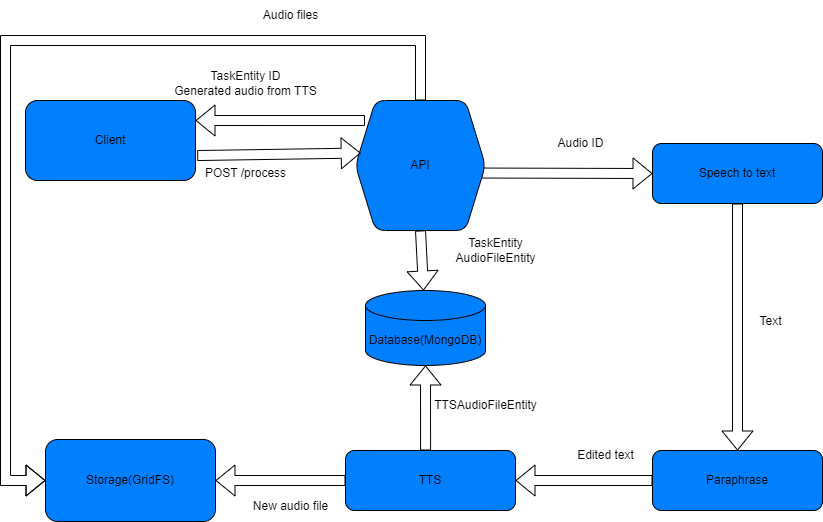 Audio files
TaskEntity ID
Generated audio from TTS
Client
API
Audio ID
POST /process
Speech to text
TaskEntity
AudioFileEntity
Text
Database(MongoDB)
TTSAudioFileEntity
Edited text
Storage(GridFS)
TTS
Paraphrase
New audio file